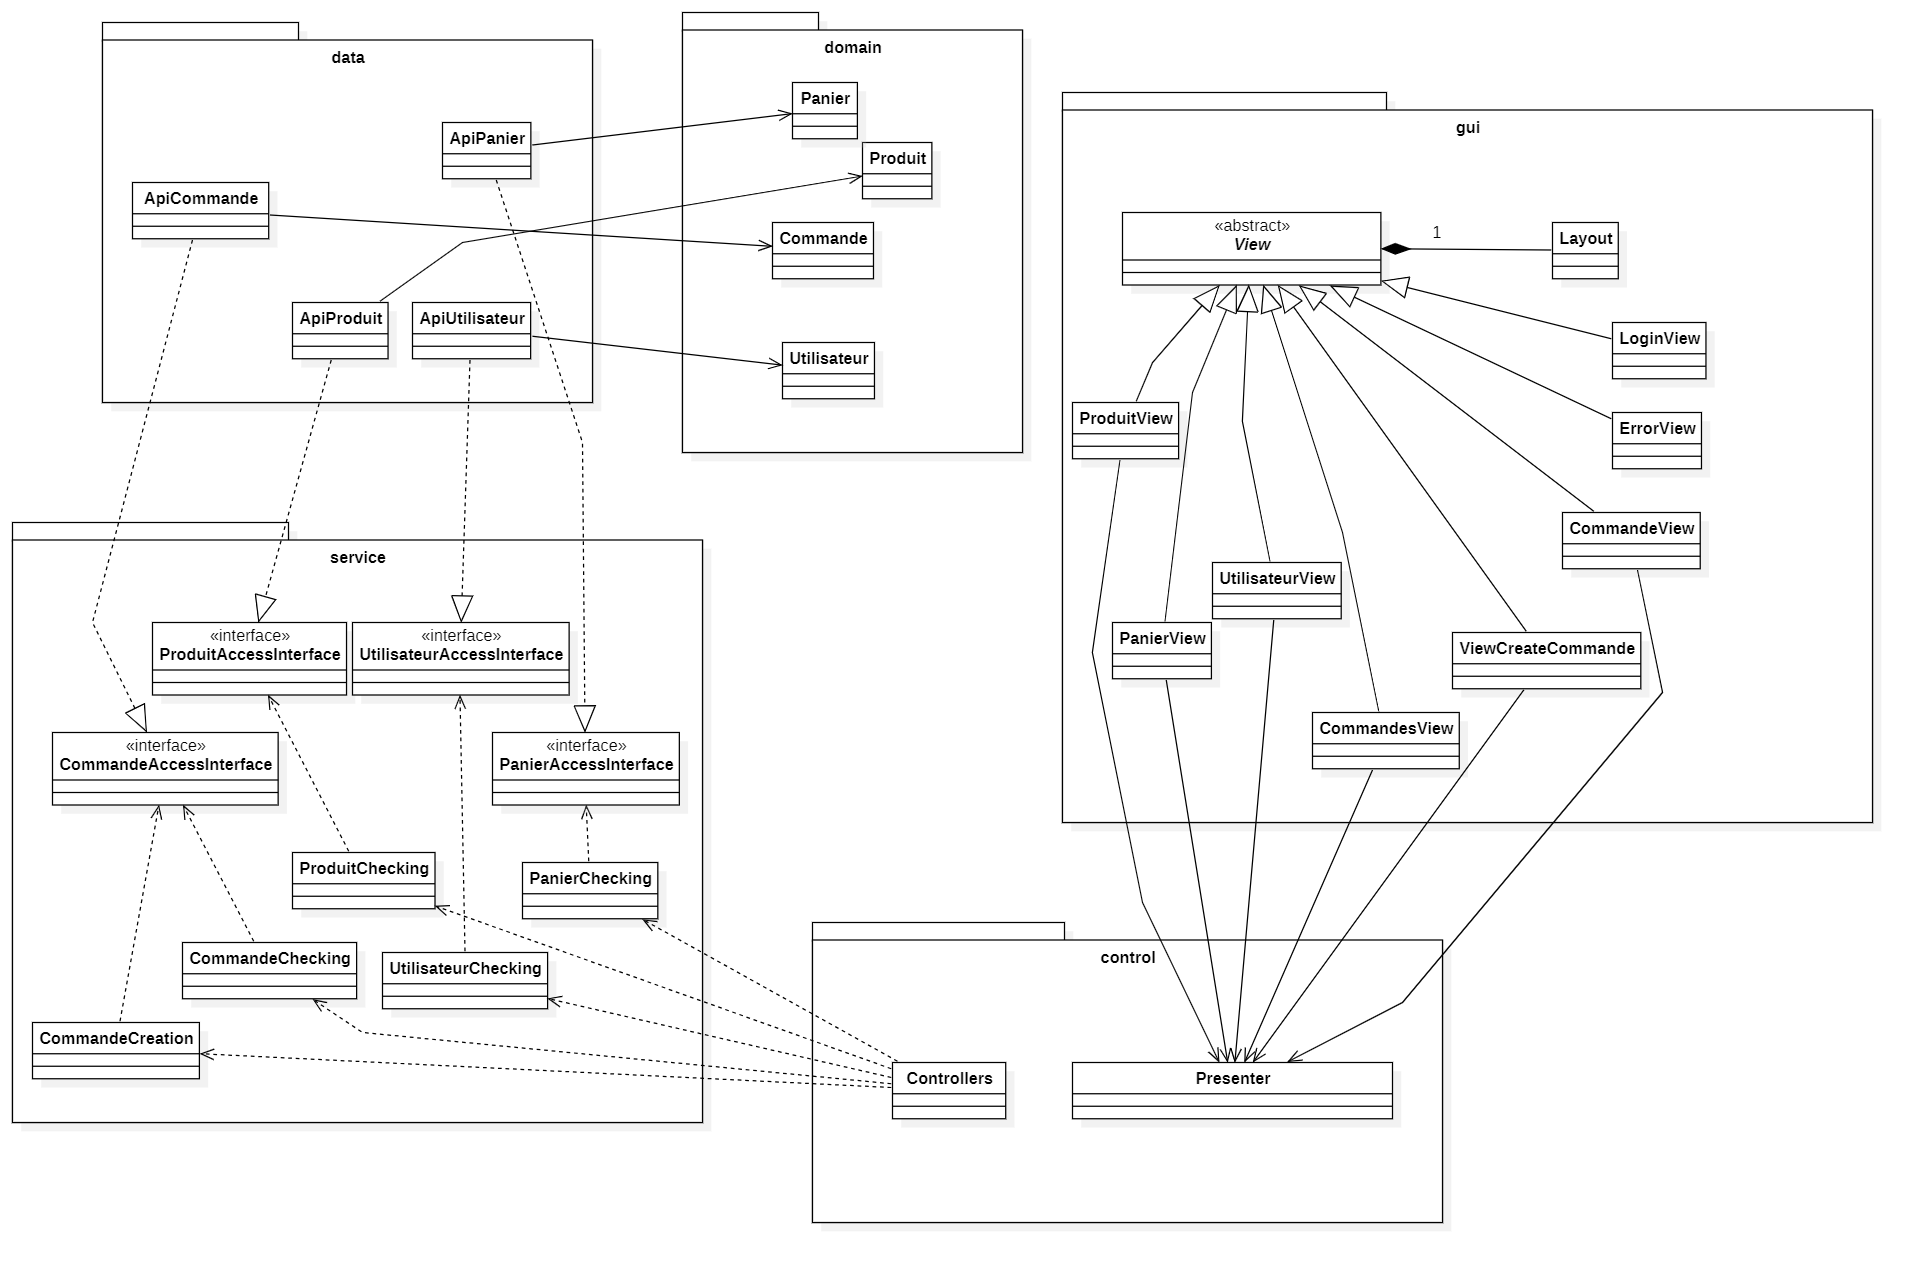 data
ApiPanier
ApiCommande
ApiProduit
ApiUtilisateur
domain
Panier
Produit
Commande
Utilisateur
gui
«abstract»
View
1
Layout
LoginView
ProduitView
ErrorView
CommandeView
UtilisateurView
PanierView
ViewCreateCommande
CommandesView
service
«interface»
ProduitAccessInterface
«interface»
UtilisateurAccessInterface
«interface»
CommandeAccessInterface
«interface»
PanierAccessInterface
ProduitChecking
PanierChecking
CommandeChecking
UtilisateurChecking
CommandeCreation
control
Controllers
Presenter